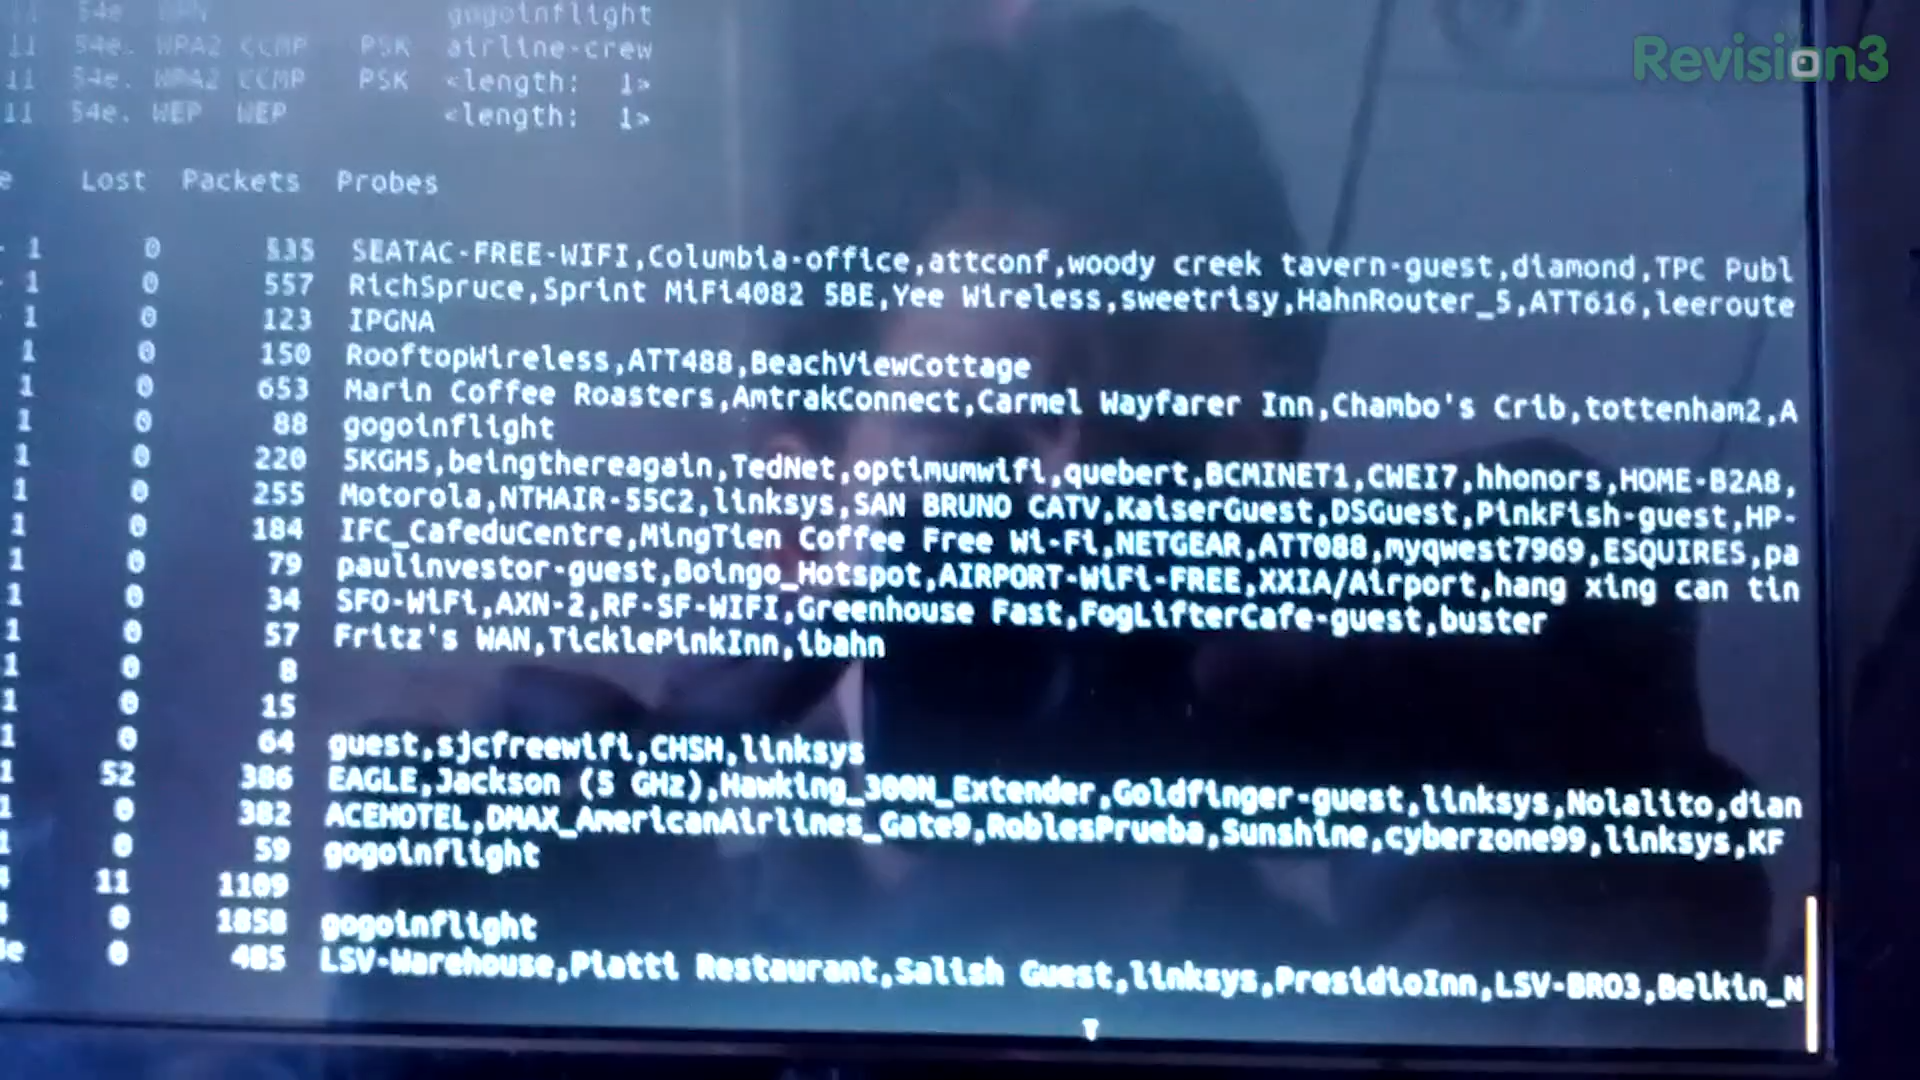 11 54e. WPN gogoinflight
Revision3
11 54e. WPA2 CCMP PSK airline-crew
11 54e. WPA2 CCMP PSK <length: 1>
11 54e. WEP WEP <length: 1>
e Lost Packets Probes
- 1 0 535 SEATAC-FREE-WIFI,Columbia-office,attconf,woody creek tavern-guest,diamond,TPC Publ
- 1 0 557 RichSpruce,Sprint MiFi4082 5BE,Yee Wireless,sweetrisy,HahnRouter_5,ATT616,leeroute
- 1 0 123 IPGNA
1 0 150 RooftopWireless,ATT488,BeachViewCottage
1 0 653 Marin Coffee Roasters,AmtrakConnect,Carmel Wayfarer Inn,Chambo's Crib,tottenham2,A
1 0 88 gogoinflight
1 0 220 5KGH5,beingthereagain,TedNet,optimumwifi,quebert,BCMINET1,CWEI7,hhonors,HOME-B2A8,
1 0 255 Motorola,NTHAIR-55C2,linksys,SAN BRUNO CATV,KaiserGuest,DSGuest,PinkFish-guest,HP-
1 0 184 IFC_CafeduCentre,MingTien Coffee Free Wi-Fi,NETGEAR,ATT088,myqwest7969,ESQUIRES,pa
1 0 79 paulinvestor-guest,Boingo_Hotspot,AIRPORT-WiFi-FREE,XXIA/Airport,hang xing can tin
1 0 34 SFO-WiFi,AXN-2,RF-SF-WIFI,Greenhouse Fast,FogLifterCafe-guest,buster
1 0 57 Fritz's WAN,TicklePinkInn,ibahn
1 0 8
1 0 15
1 0 64 guest,sjcfreewifi,CHSH,linksys
1 52 386 EAGLE,Jackson (5 GHz),Hawking_300N_Extender,Goldfinger-guest,linksys,Nolalito,dian
1 0 382 ACEHOTEL,DMAX_AmericanAirlines_Gate9,RoblesPrueba,Sunshine,cyberzone99,linksys,KF
1 0 59 gogoinflight
4 11 1109
4 0 1858 gogoinflight
4e 0 485 LSV-Warehouse,Piatti Restaurant,Salish Guest,linksys,PresidioInn,LSV-BRO3,Belkin_N